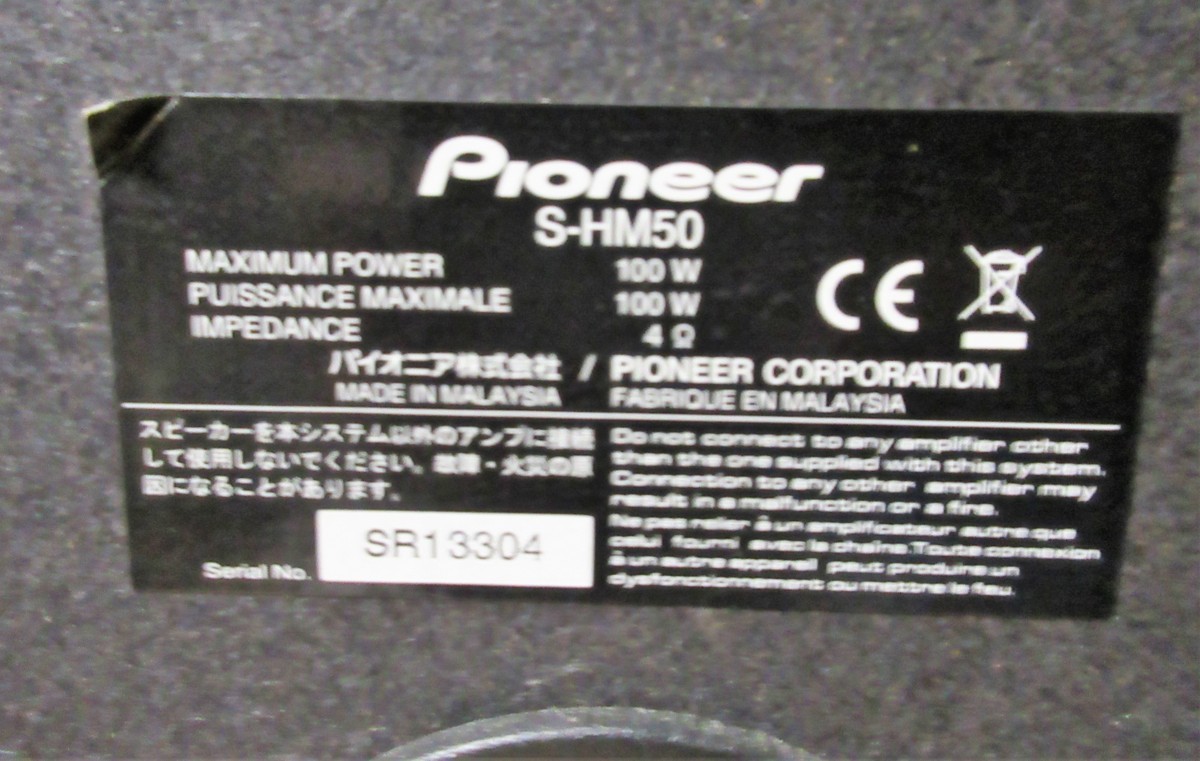 Pioneer
S-HM50
MAXIMUM POWER 100 W
PUISSANCE MAXIMALE 100 W
IMPEDANCE 4 Ω
パイオニア株式会社 / PIONEER CORPORATION
MADE IN MALAYSIA FABRIQUE EN MALAYSIA
スピーカーを本システム以外のアンプに接続
して使用しないでください。故障・火災の原
因になることがあります。
Serial No. SR13304
Do not connect to any amplifier other
than the one supplied with this system.
Connection to any other amplifier may
result in a malfunction or a fire.
Ne pas relier à un amplificateur autre que
celui fourni avec la chaîne. Toute connexion
à un autre appareil peut produire un
dysfonctionnement ou mettre le feu.
CE